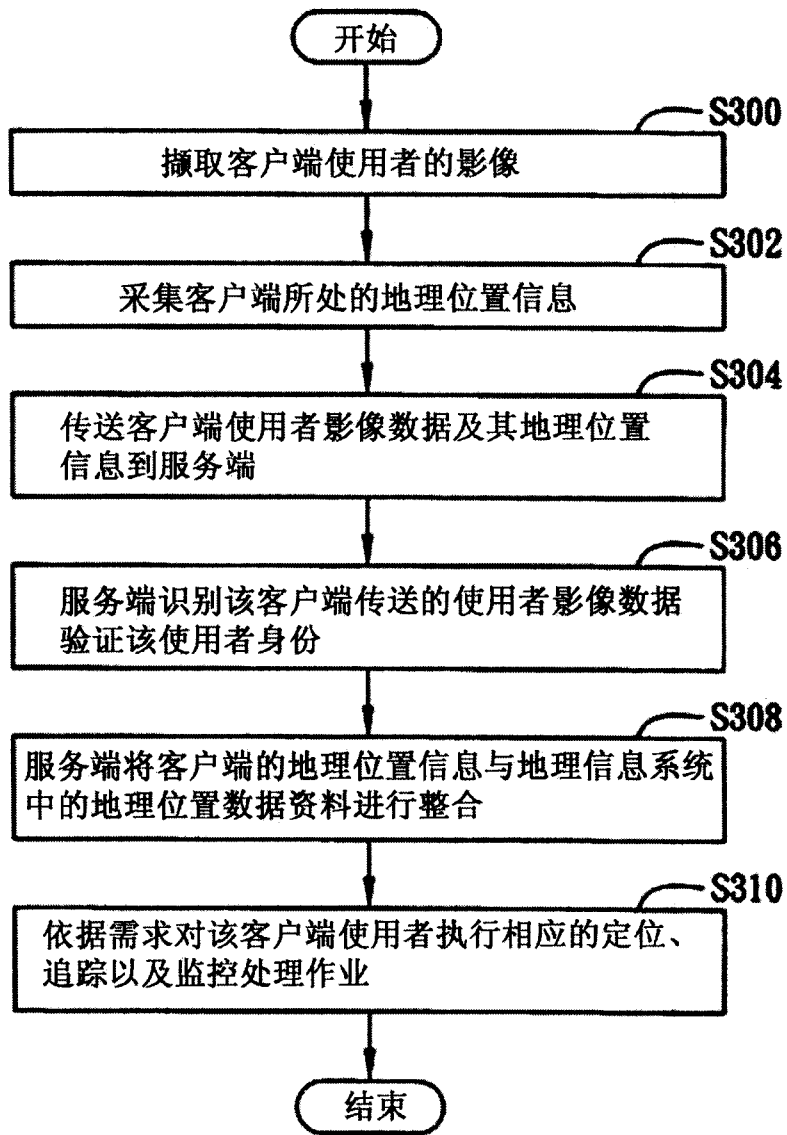 开始
S300
撷取客户端使用者的影像
S302
采集客户端所处的地理位置信息
S304
传送客户端使用者影像数据及其地理位置
信息到服务端
S306
服务端识别该客户端传送的使用者影像数据
验证该使用者身份
S308
服务端将客户端的地理位置信息与地理信息系统
中的地理位置数据资料进行整合
S310
依据需求对该客户端使用者执行相应的定位、
追踪以及监控处理作业
结束